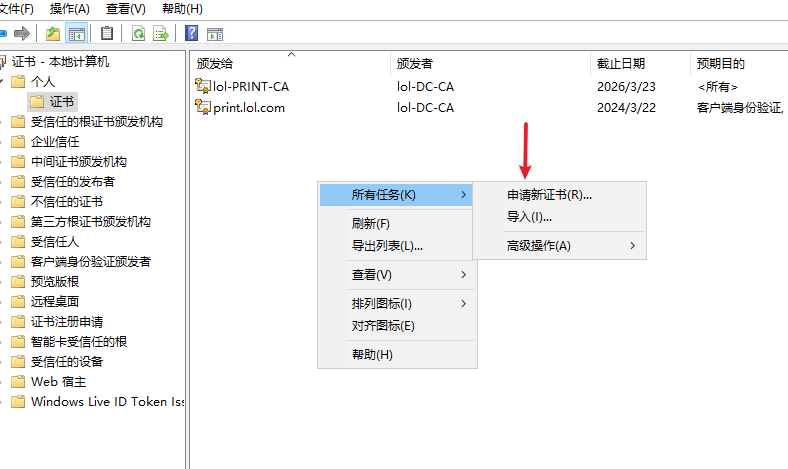 文件(F) 操作(A) 查看(V) 帮助(H)
证书 - 本地计算机
个人
证书
受信任的根证书颁发机构
企业信任
中间证书颁发机构
受信任的发布者
不信任的证书
第三方根证书颁发机构
受信任人
客户端身份验证颁发者
预览版根
远程桌面
证书注册申请
智能卡受信任的根
受信任的设备
Web 宿主
Windows Live ID Token Iss
颁发给 颁发者 截止日期 预期目的
lol-PRINT-CA lol-DC-CA 2026/3/23 <所有>
print.lol.com lol-DC-CA 2024/3/22 客户端身份验证,
所有任务(K)
刷新(F)
导出列表(L)...
查看(V)
排列图标(I)
对齐图标(E)
帮助(H)
申请新证书(R)...
导入(I)...
高级操作(A)